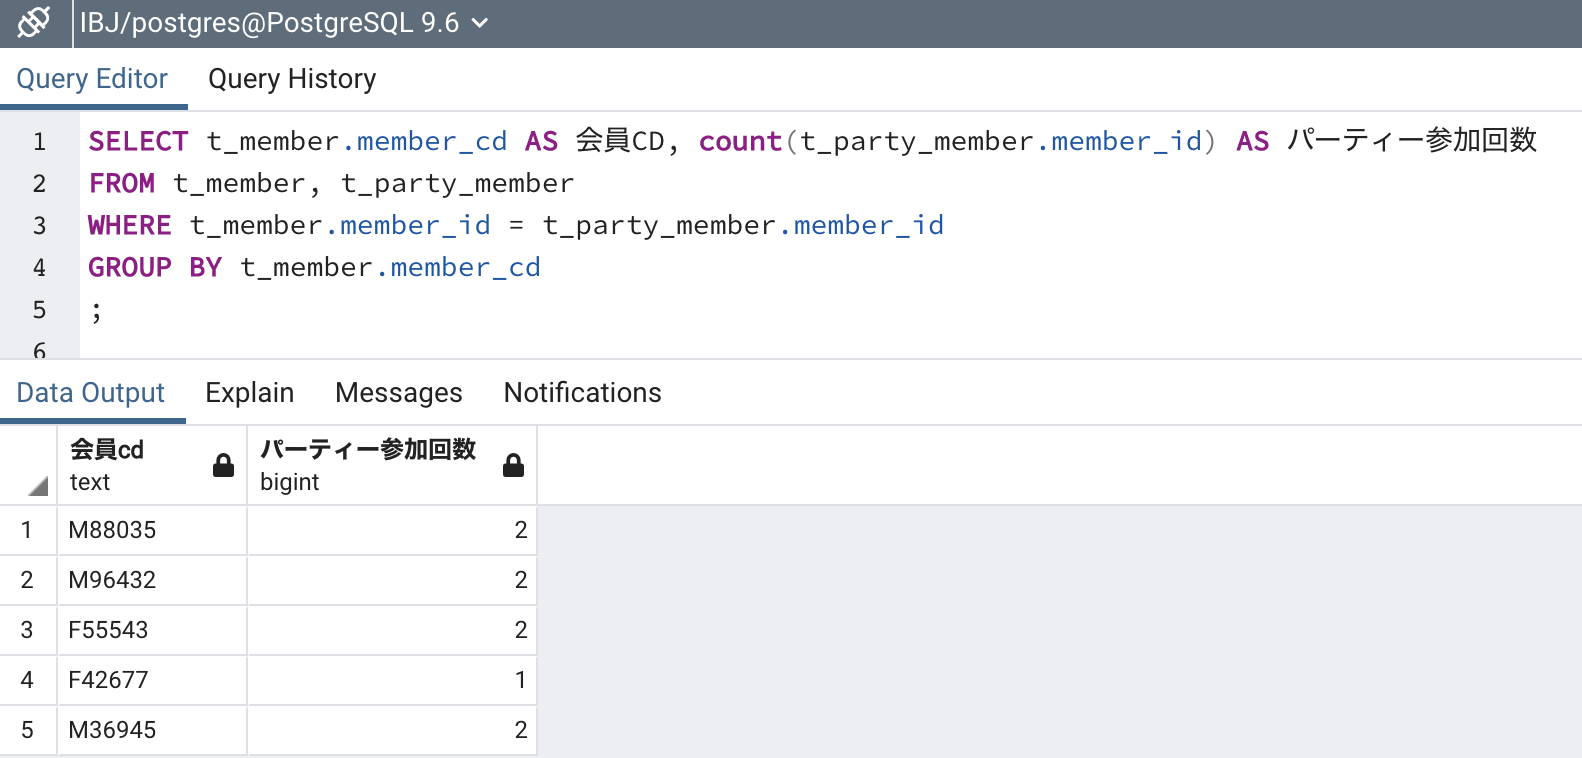 IBJ/postgres@PostgreSQL 9.6
Query Editor Query History
1 SELECT t_member.member_cd AS 会員CD, count(t_party_member.member_id) AS パーティー参加回数
2 FROM t_member, t_party_member
3 WHERE t_member.member_id = t_party_member.member_id
4 GROUP BY t_member.member_cd
5 ;
6
Data Output Explain Messages Notifications
会員cd パーティー参加回数
text bigint
1 M88035 2
2 M96432 2
3 F55543 2
4 F42677 1
5 M36945 2